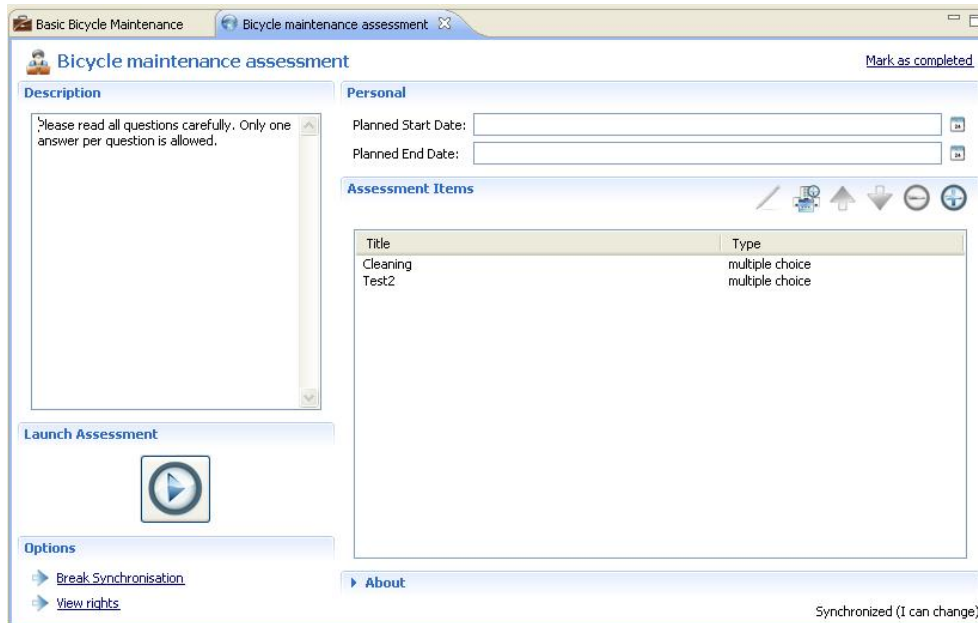 Basic Bicycle Maintenance
Bicycle maintenance assessment
Bicycle maintenance assessment
Mark as completed
Description
Please read all questions carefully. Only one
answer per question is allowed.
Launch Assessment
Options
Break Synchronisation
View rights
Personal
Planned Start Date:
Planned End Date:
Assessment Items
Title Type
Cleaning multiple choice
Test2 multiple choice
About
Synchronized (I can change)